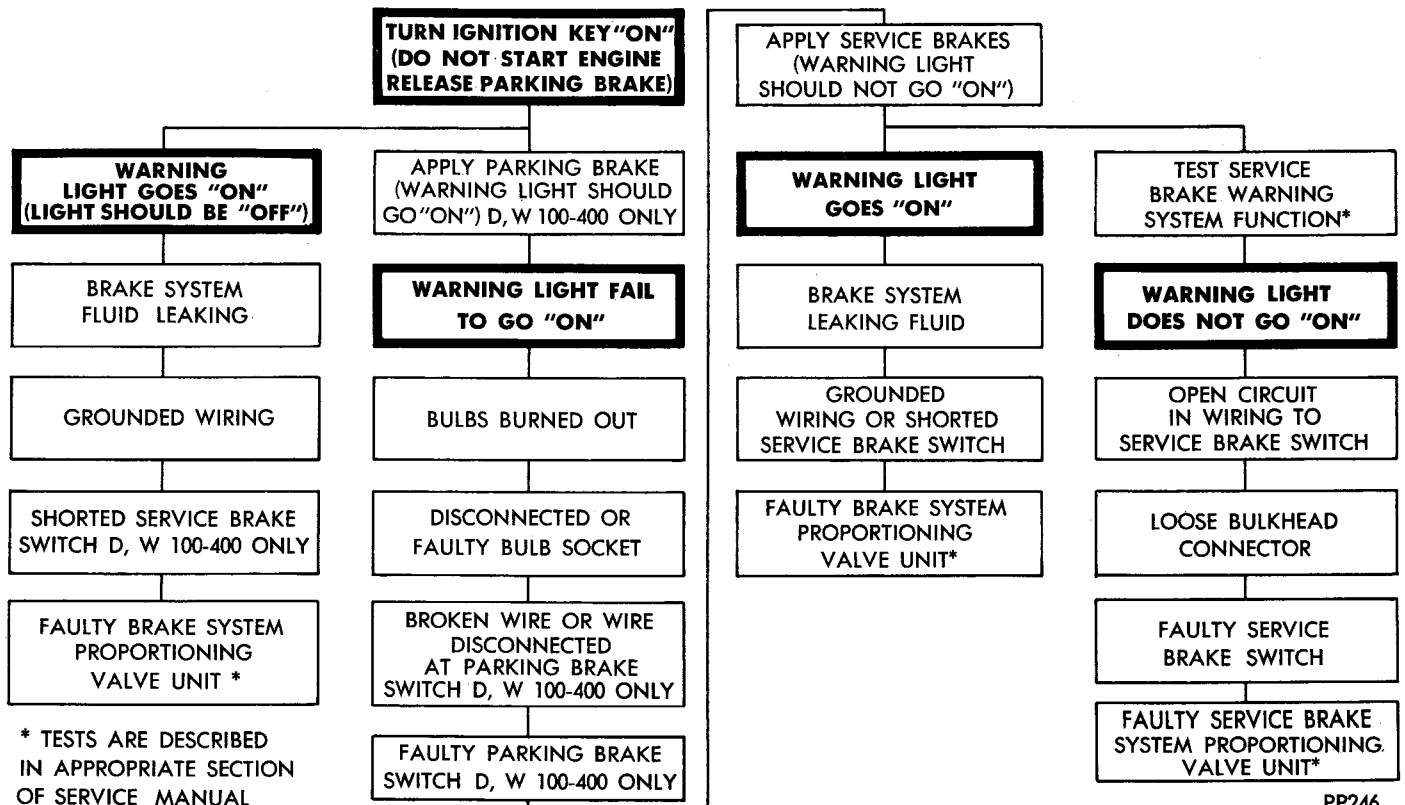 TURN IGNITION KEY "ON"
(DO NOT START ENGINE
RELEASE PARKING BRAKE)
WARNING
LIGHT GOES "ON"
(LIGHT SHOULD BE "OFF")
BRAKE SYSTEM
FLUID LEAKING
GROUNDED WIRING
SHORTED SERVICE BRAKE
SWITCH D, W 100-400 ONLY
FAULTY BRAKE SYSTEM
PROPORTIONING
VALVE UNIT *
* TESTS ARE DESCRIBED
IN APPROPRIATE SECTION
OF SERVICE MANUAL
APPLY PARKING BRAKE
(WARNING LIGHT SHOULD
GO "ON") D, W 100-400 ONLY
WARNING LIGHT FAIL
TO GO "ON"
BULBS BURNED OUT
DISCONNECTED OR
FAULTY BULB SOCKET
BROKEN WIRE OR WIRE
DISCONNECTED
AT PARKING BRAKE
SWITCH D, W 100-400 ONLY
FAULTY PARKING BRAKE
SWITCH D, W 100-400 ONLY
APPLY SERVICE BRAKES
(WARNING LIGHT
SHOULD NOT GO "ON")
WARNING LIGHT
GOES "ON"
BRAKE SYSTEM
LEAKING FLUID
GROUNDED
WIRING OR SHORTED
SERVICE BRAKE SWITCH
FAULTY BRAKE SYSTEM
PROPORTIONING
VALVE UNIT*
TEST SERVICE
BRAKE WARNING
SYSTEM FUNCTION*
WARNING LIGHT
DOES NOT GO "ON"
OPEN CIRCUIT
IN WIRING TO
SERVICE BRAKE SWITCH
LOOSE BULKHEAD
CONNECTOR
FAULTY SERVICE
BRAKE SWITCH
FAULTY SERVICE BRAKE
SYSTEM PROPORTIONING
VALVE UNIT*
PP246